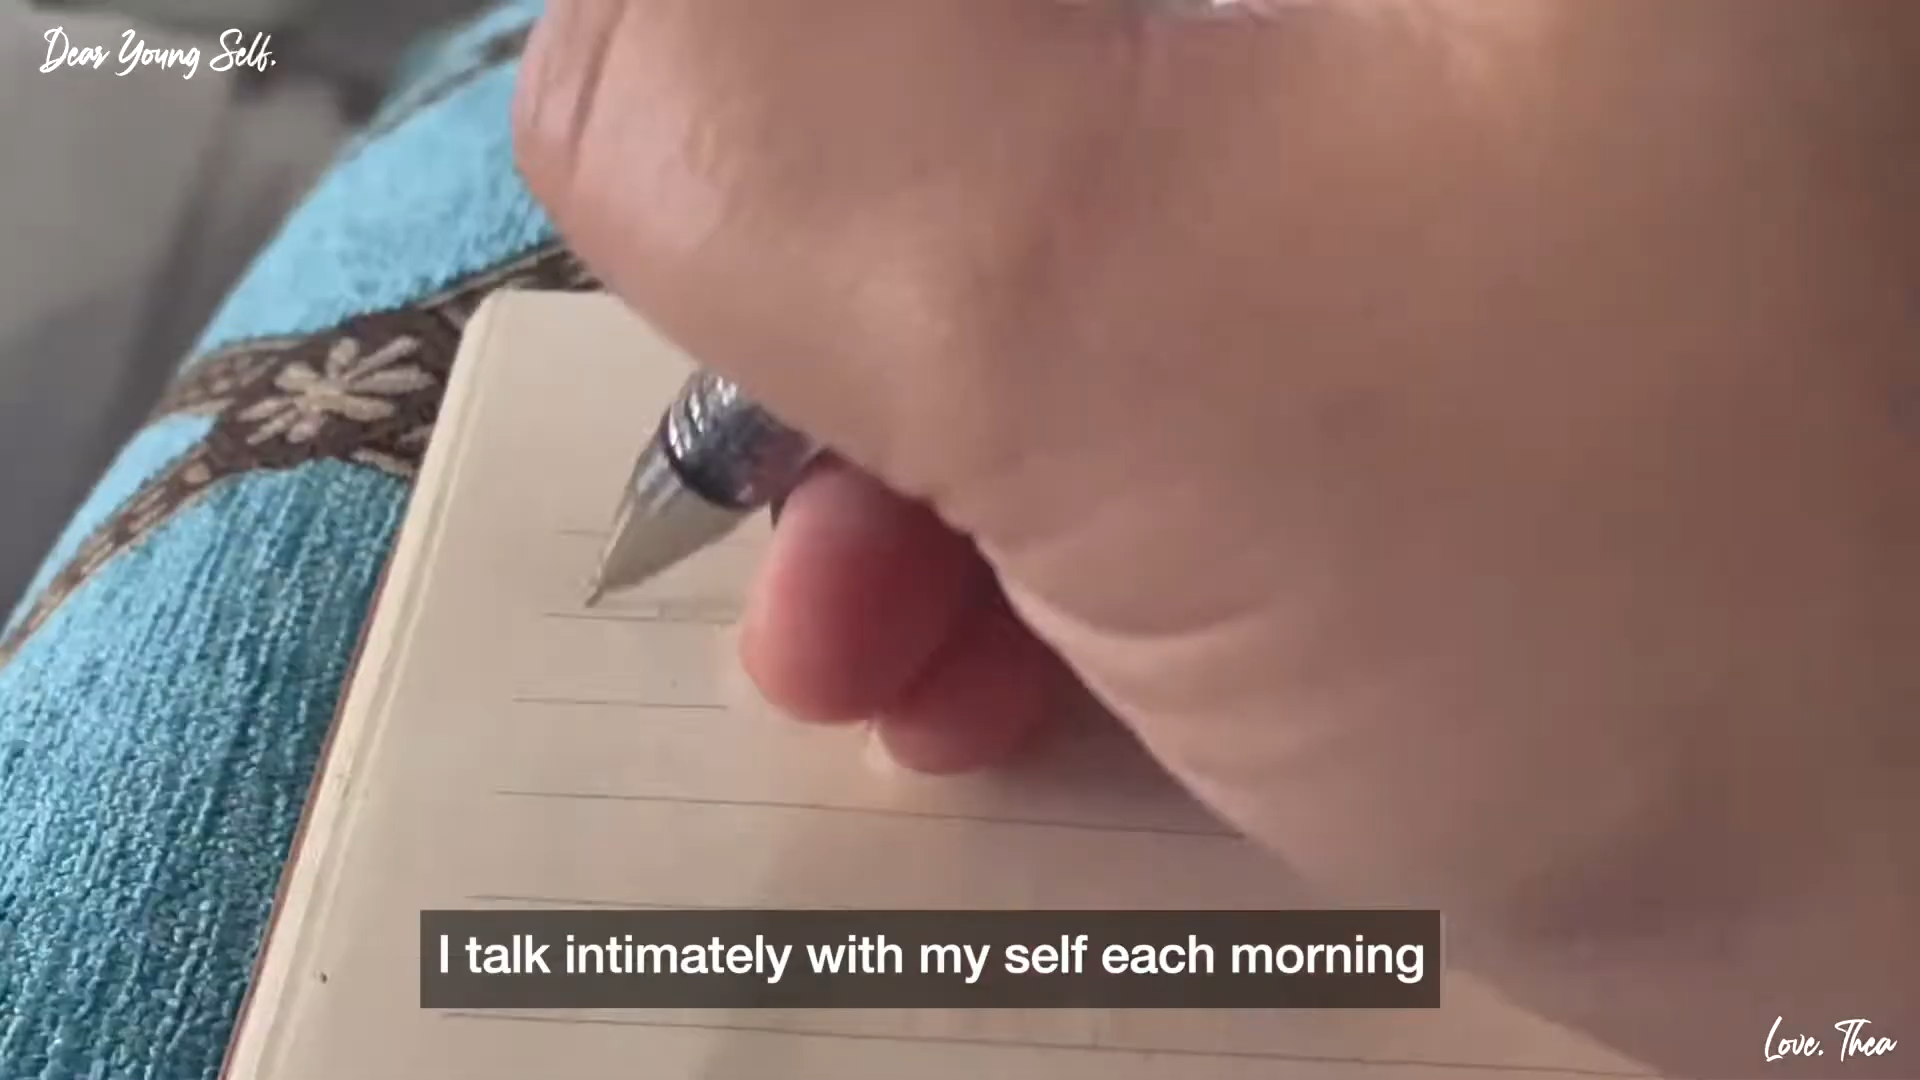 Dear Young Self.
I talk intimately with my self each morning
Love, Thea